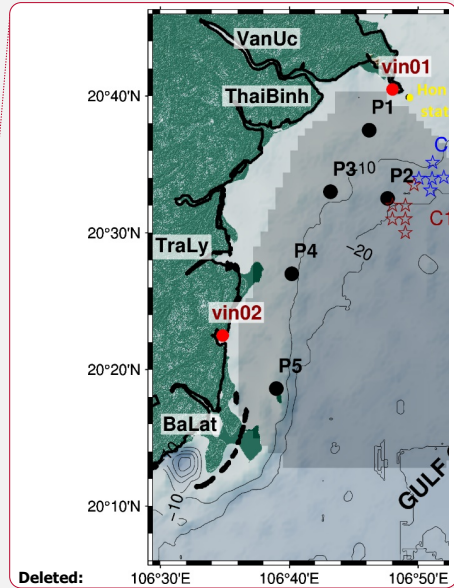 VanUc
vin01
20°40'
ThaiBinh
Hon
stat
P1
C
P3
-10
P2
20°30'
C1
TraLy
P4
-20
vin02
20°20'
P5
BaLat
-10
20°10'
GULF
Deleted:
106°30'
106°40'
106°50'